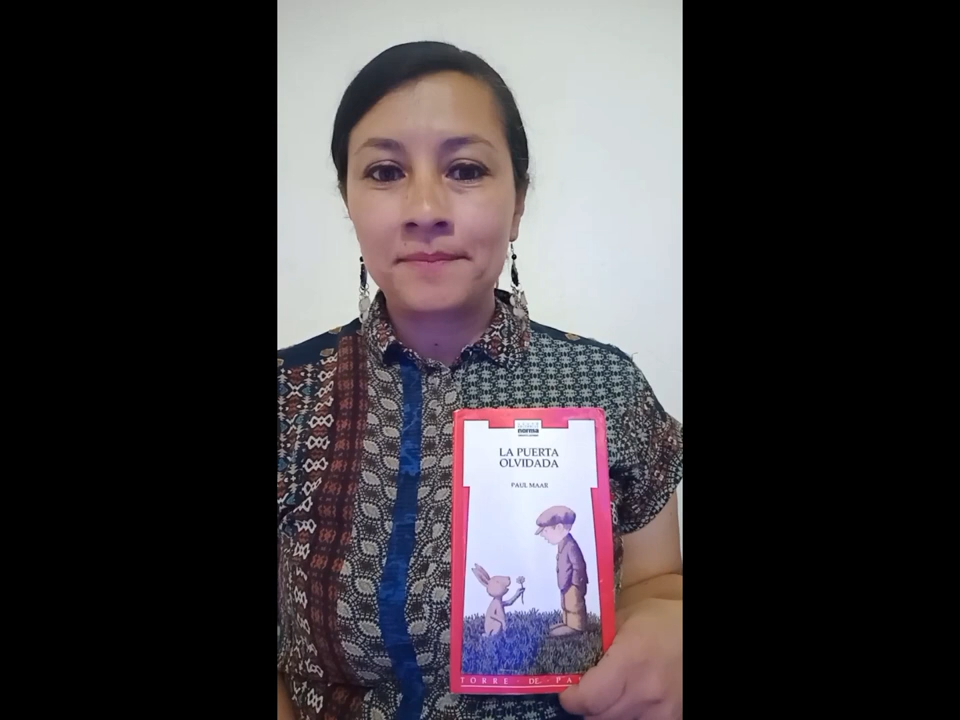 norma
LA PUERTA
OLVIDADA
PAUL MAAR
TORRE · DE · PA